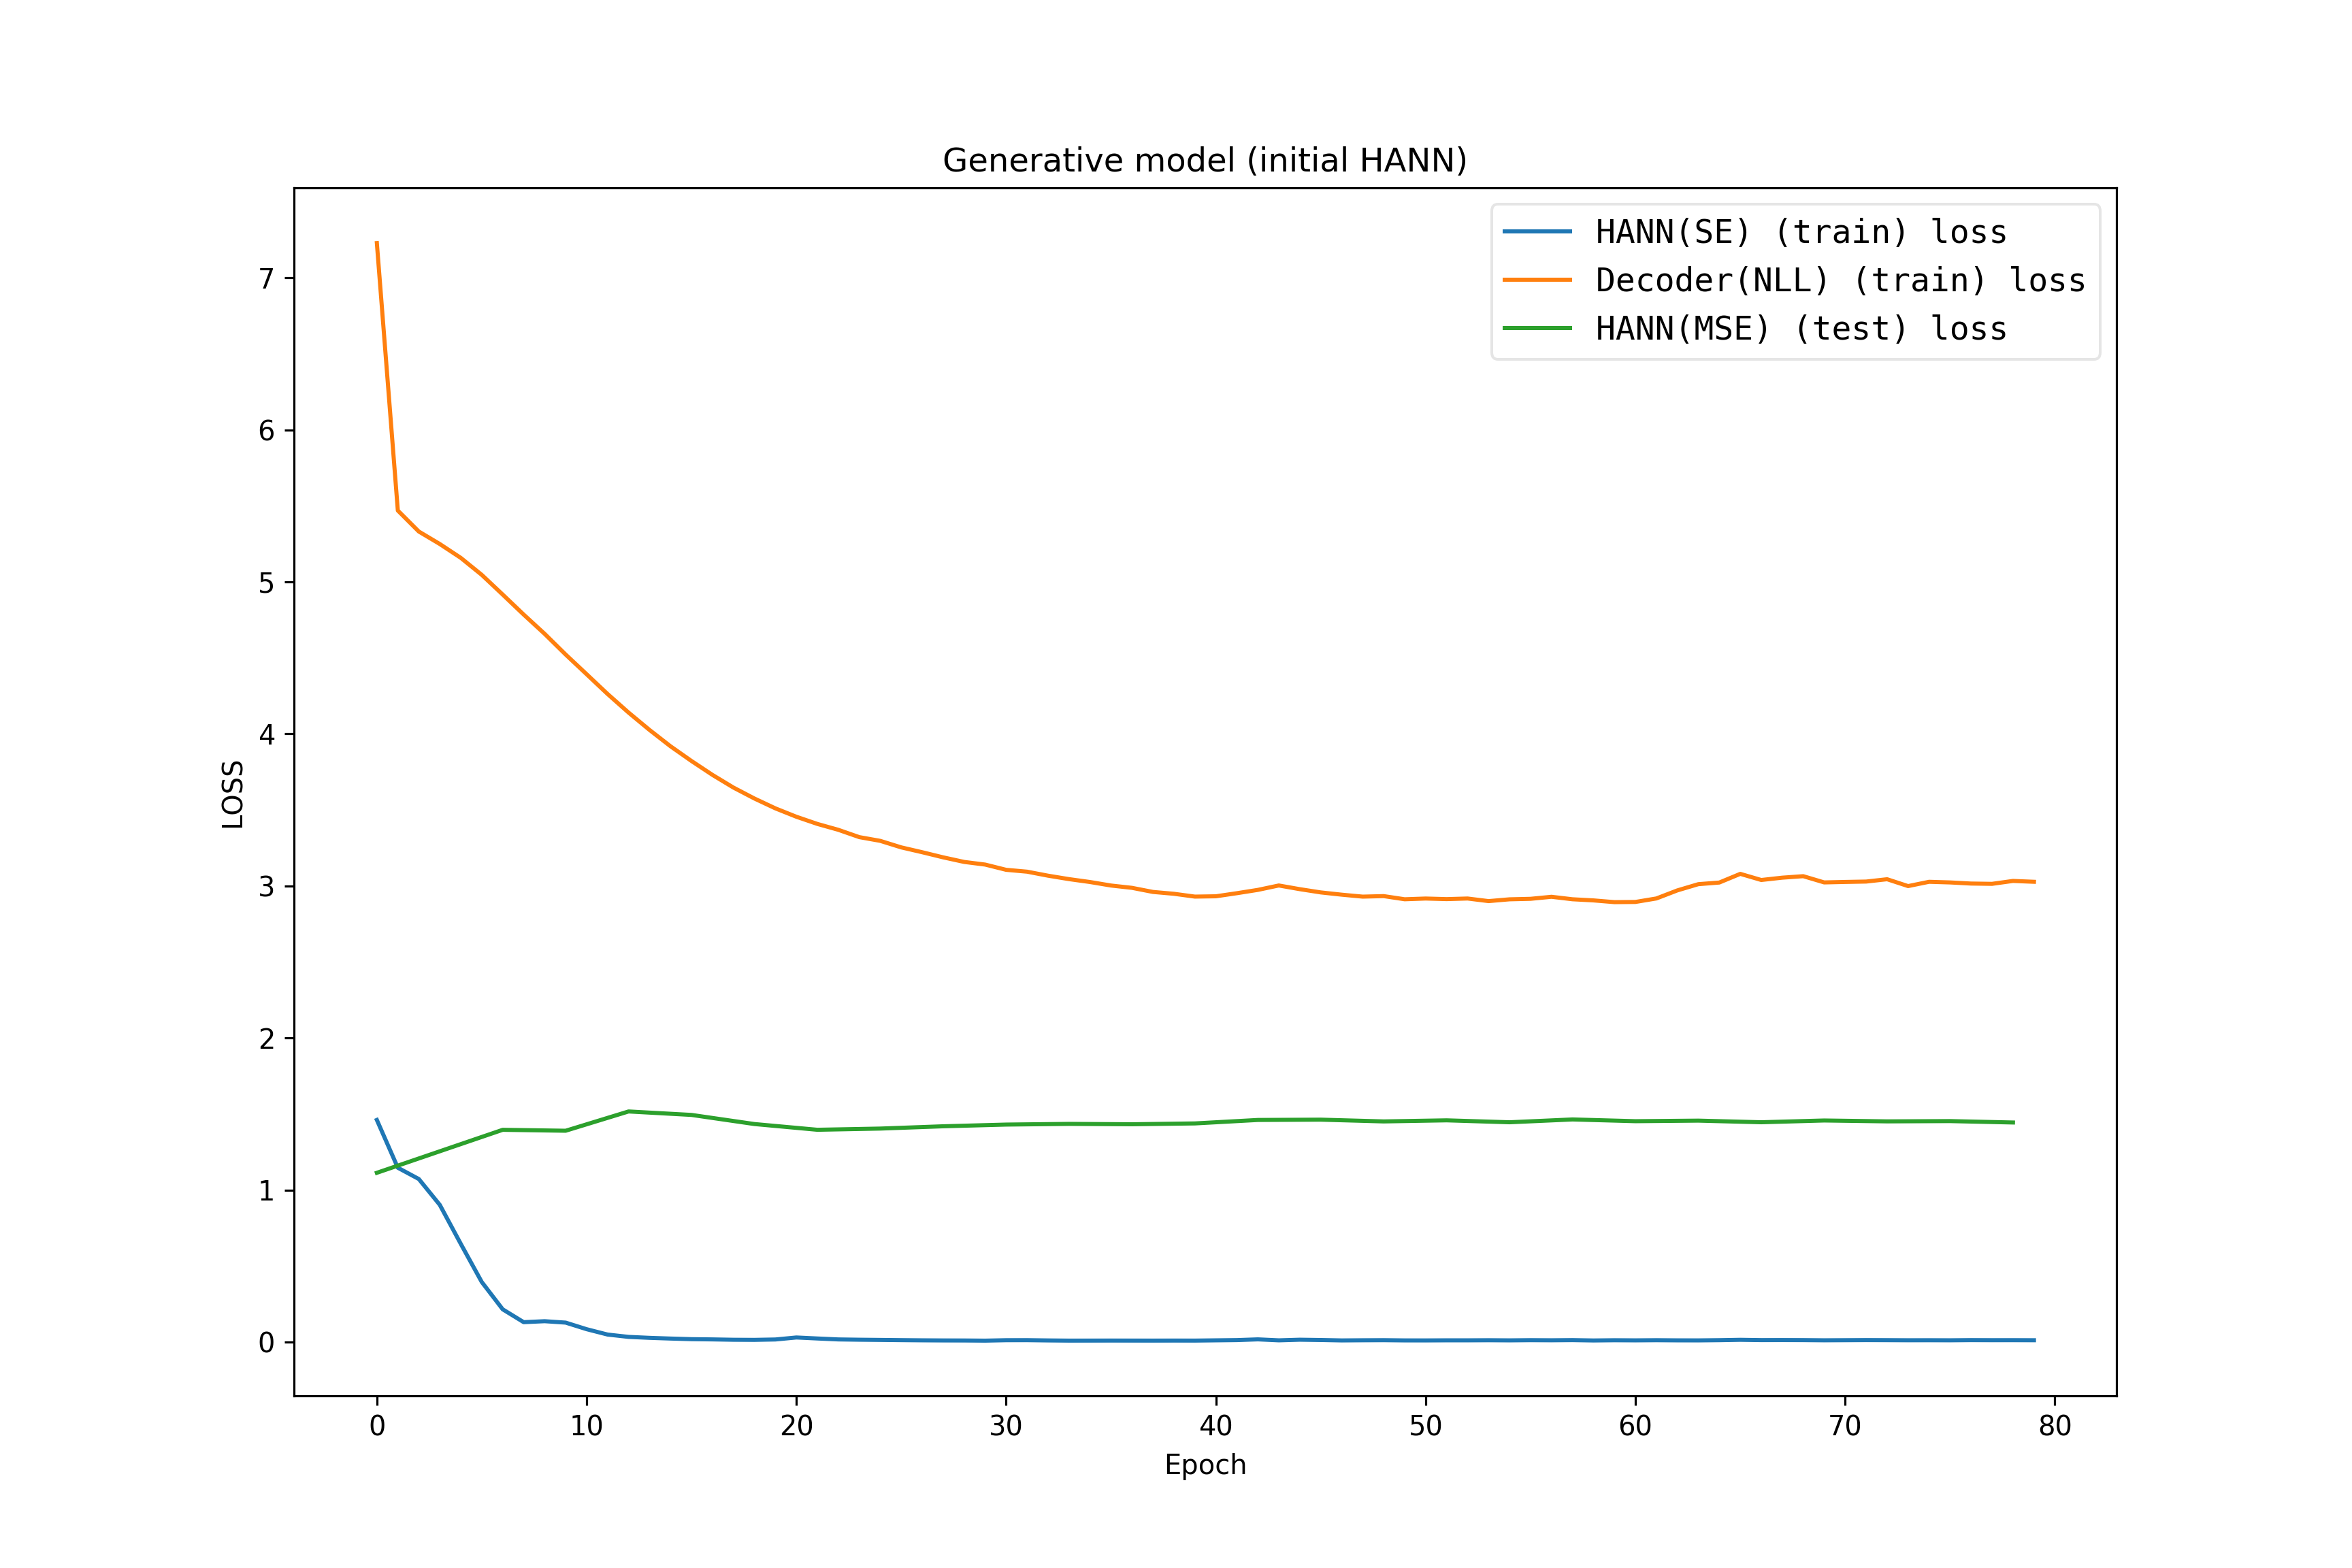 Generative model (initial HANN)
HANN(SE) (train) loss
Decoder(NLL) (train) loss
HANN(MSE) (test) loss
7
6
5
4
3
2
1
0
LOSS
0 10 20 30 40 50 60 70 80
Epoch